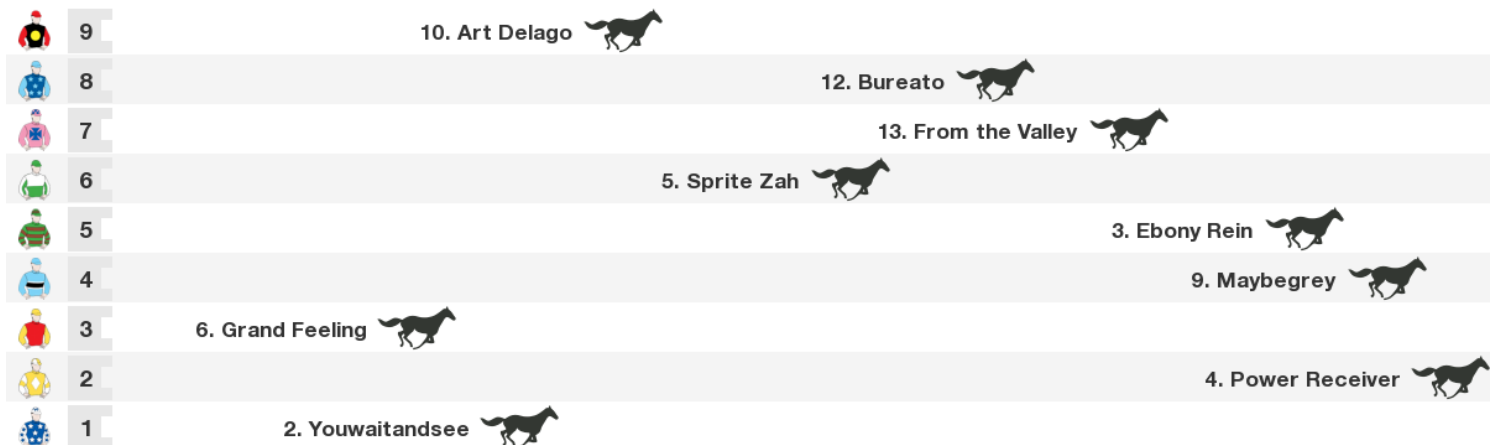 9 10. Art Delago
8 12. Bureato
7 13. From the Valley
6 5. Sprite Zah
5 3. Ebony Rein
4 9. Maybegrey
3 6. Grand Feeling
2 4. Power Receiver
1 2. Youwaitandsee